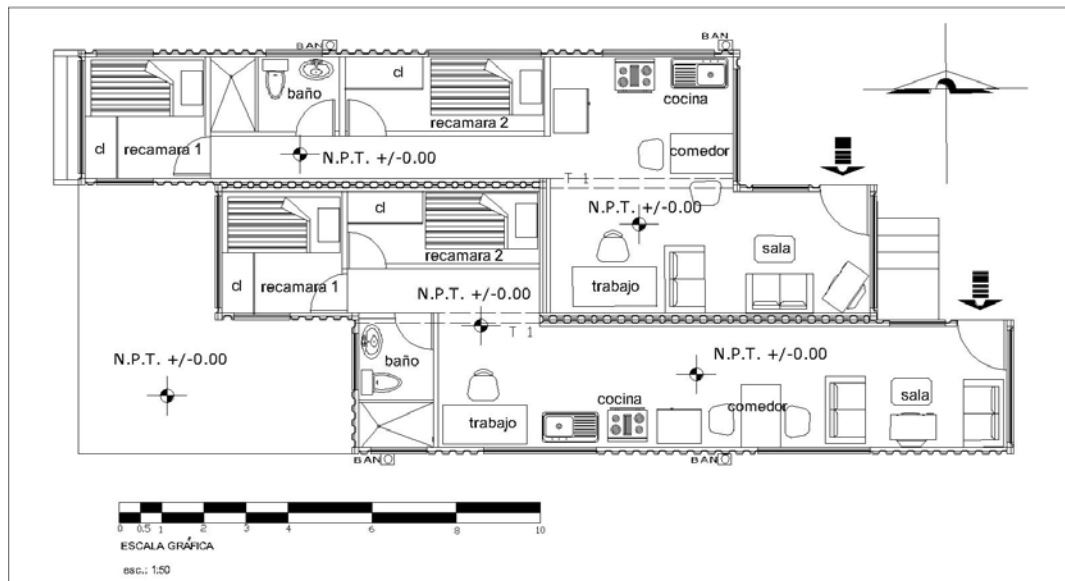 BAN
BAN
cl
baño
cocina
recamara 2
cl
recamara 1
comedor
N.P.T. +/-0.00
T 1
cl
N.P.T. +/-0.00
sala
recamara 2
cl
recamara 1
trabajo
N.P.T. +/-0.00
T 1
N.P.T. +/-0.00
baño
N.P.T. +/-0.00
sala
cocina
comedor
trabajo
BAN
BAN
0 0.5 1 2 3 4 6 8 10
ESCALA GRÁFICA
esc.: 1:50